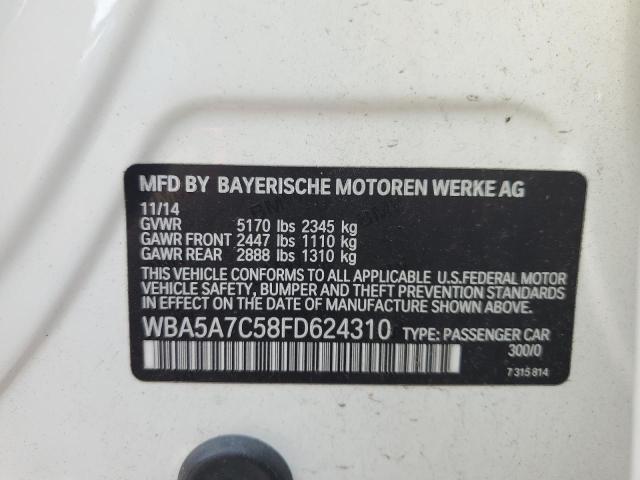 MFD BY BAYERISCHE MOTOREN WERKE AG
11/14
GVWR 5170 lbs 2345 kg
GAWR FRONT 2447 lbs 1110 kg
GAWR REAR 2888 lbs 1310 kg
THIS VEHICLE CONFORMS TO ALL APPLICABLE U.S.FEDERAL MOTOR
VEHICLE SAFETY, BUMPER, AND THEFT PREVENTION STANDARDS
IN EFFECT ON THE DATE OF MANUFACTURE SHOWN ABOVE.
WBA5A7C58FD624310 TYPE: PASSENGER CAR
300/0
7 315 814